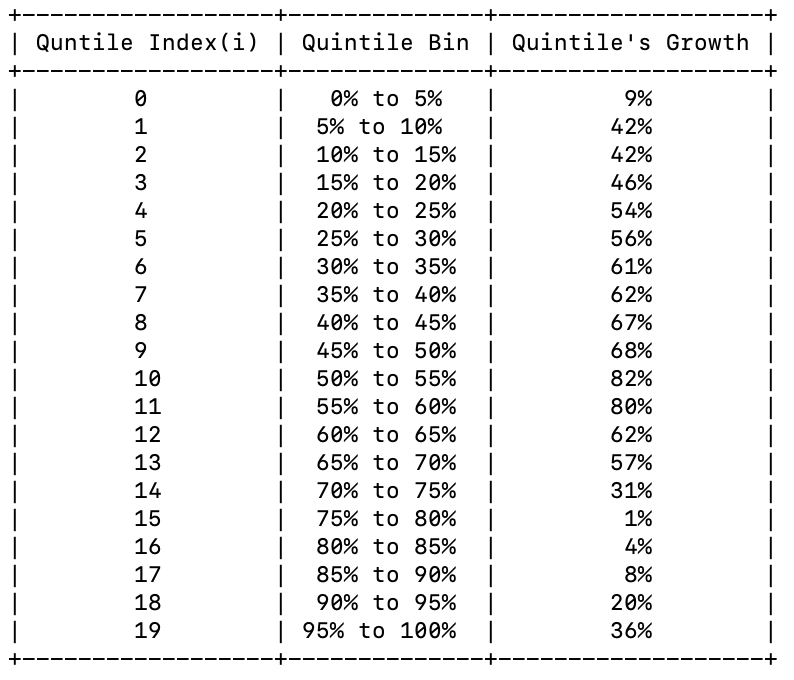 +------------------+--------------+-------------------+
| Quntile Index(i) | Quintile Bin | Quintile's Growth |
+------------------+--------------+-------------------+
|        0         |   0% to 5%   |         9%        |
|        1         |  5% to 10%   |        42%        |
|        2         |  10% to 15%  |        42%        |
|        3         |  15% to 20%  |        46%        |
|        4         |  20% to 25%  |        54%        |
|        5         |  25% to 30%  |        56%        |
|        6         |  30% to 35%  |        61%        |
|        7         |  35% to 40%  |        62%        |
|        8         |  40% to 45%  |        67%        |
|        9         |  45% to 50%  |        68%        |
|        10        |  50% to 55%  |        82%        |
|        11        |  55% to 60%  |        80%        |
|        12        |  60% to 65%  |        62%        |
|        13        |  65% to 70%  |        57%        |
|        14        |  70% to 75%  |        31%        |
|        15        |  75% to 80%  |         1%        |
|        16        |  80% to 85%  |         4%        |
|        17        |  85% to 90%  |         8%        |
|        18        |  90% to 95%  |        20%        |
|        19        | 95% to 100%  |        36%        |
+------------------+--------------+-------------------+